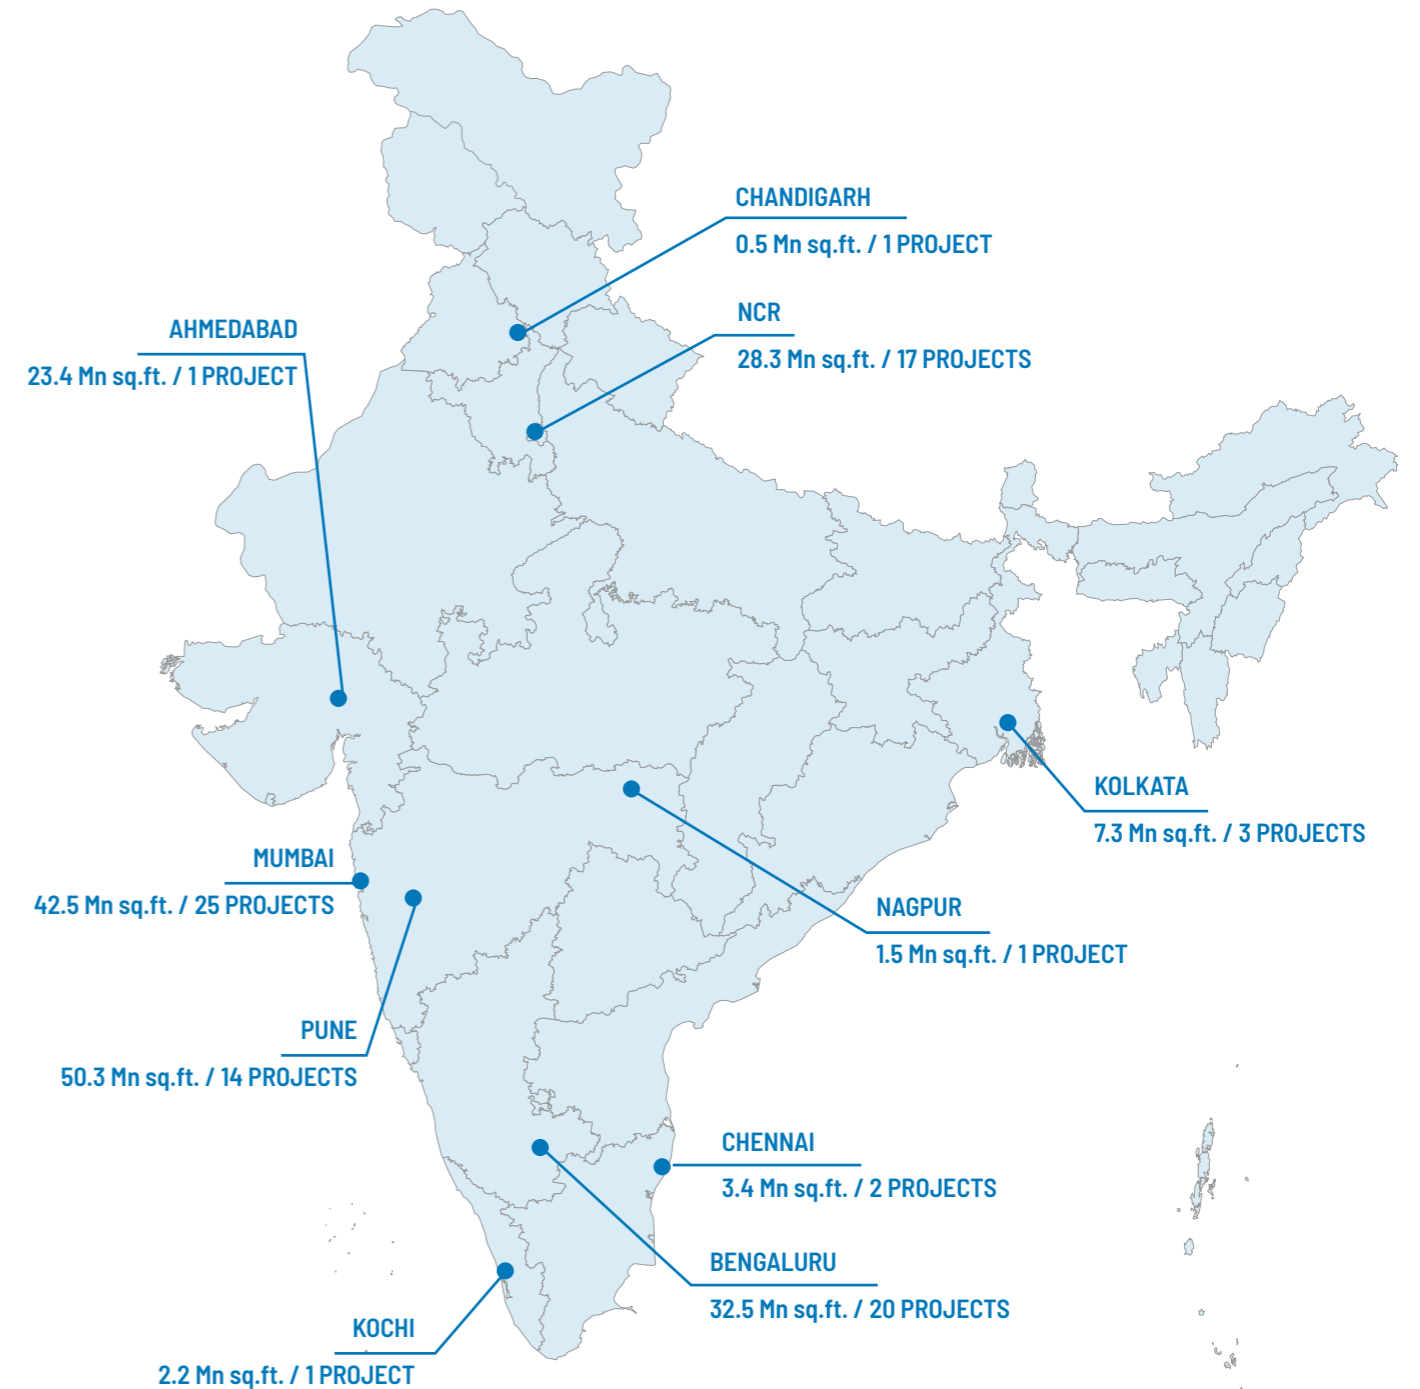 CHANDIGARH
0.5 Mn sq.ft. / 1 PROJECT
NCR
28.3 Mn sq.ft. / 17 PROJECTS
AHMEDABAD
23.4 Mn sq.ft. / 1 PROJECT
KOLKATA
7.3 Mn sq.ft. / 3 PROJECTS
MUMBAI
42.5 Mn sq.ft. / 25 PROJECTS
NAGPUR
1.5 Mn sq.ft. / 1 PROJECT
PUNE
50.3 Mn sq.ft. / 14 PROJECTS
CHENNAI
3.4 Mn sq.ft. / 2 PROJECTS
BENGALURU
32.5 Mn sq.ft. / 20 PROJECTS
KOCHI
2.2 Mn sq.ft. / 1 PROJECT